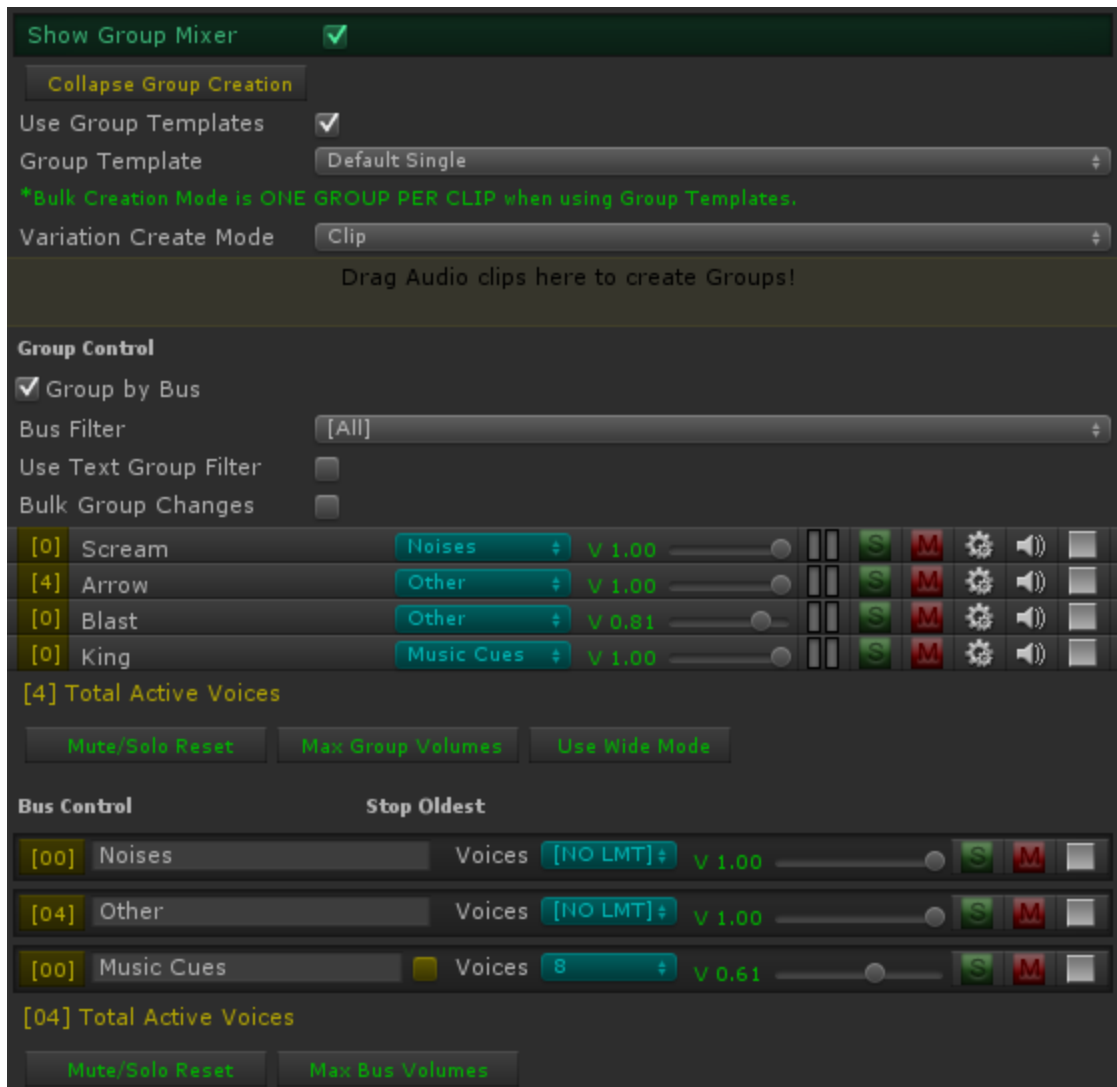 Show Group Mixer
Collapse Group Creation
Use Group Templates
Group Template Default Single
*Bulk Creation Mode is ONE GROUP PER CLIP when using Group Templates.
Variation Create Mode Clip
Drag Audio clips here to create Groups!
Group Control
Group by Bus
Bus Filter [All]
Use Text Group Filter
Bulk Group Changes
[0] Scream Noises V 1.00 S M
[4] Arrow Other V 1.00 S M
[0] Blast Other V 0.81 S M
[0] King Music Cues V 1.00 S M
[4] Total Active Voices
Mute/Solo Reset Max Group Volumes Use Wide Mode
Bus Control Stop Oldest
[00] Noises Voices [NO LMT] V 1.00 S M
[04] Other Voices [NO LMT] V 1.00 S M
[00] Music Cues Voices 8 V 0.61 S M
[04] Total Active Voices
Mute/Solo Reset Max Bus Volumes